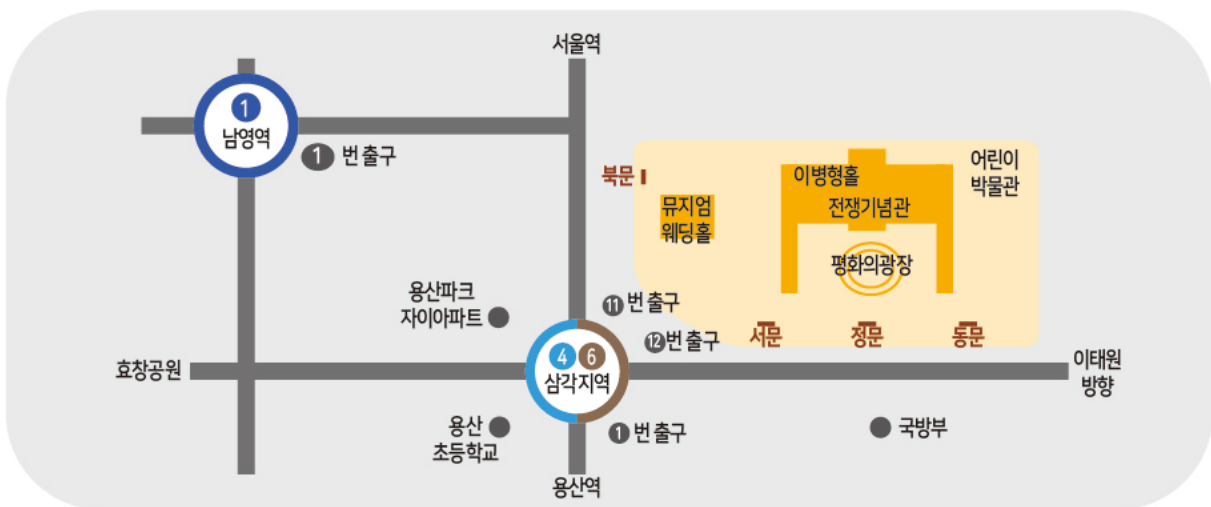 서울역
1
남영역
1 번 출구
북문
뮤지엄
웨딩홀
이병형홀
전쟁기념관
평화의광장
어린이
박물관
용산파크
자이아파트
11 번 출구
12번 출구
서문
정문
동문
효창공원
4 6
삼각지역
이태원
방향
용산
초등학교
1 번 출구
국방부
용산역